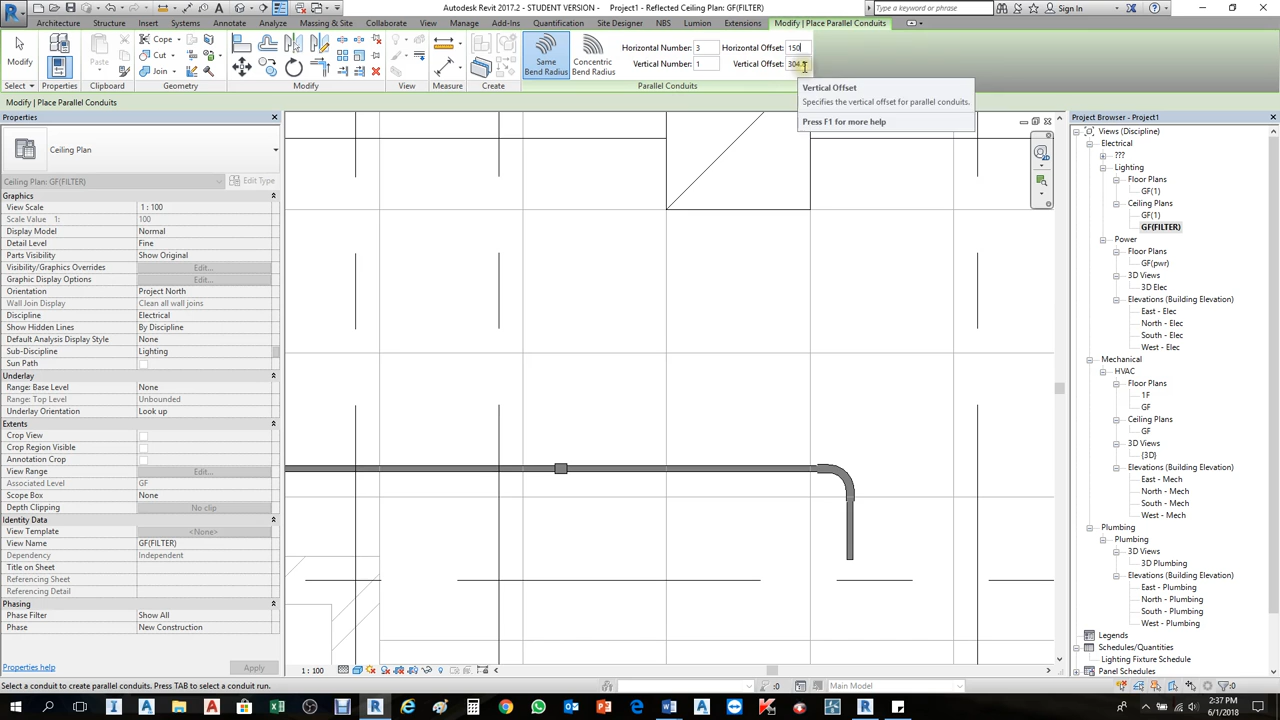 Autodesk Revit 2017.2 - STUDENT VERSION -    Project1 - Reflected Ceiling Plan: GF(FILTER)
Type a keyword or phrase
Sign In
Architecture Structure Insert Systems Annotate Analyze Massing & Site Collaborate View Manage Add-Ins Quantification Site Designer NBS Lumion Extensions Modify | Place Parallel Conduits
Modify
Paste
Cope
Cut
Join
Same
Bend Radius
Concentric
Bend Radius
Horizontal Number: 3 Horizontal Offset: 150
Vertical Number: 1 Vertical Offset: 304.
Select Properties Clipboard Geometry Modify View Measure Create Parallel Conduits
Modify | Place Parallel Conduits
Vertical Offset
Specifies the vertical offset for parallel conduits.
Press F1 for more help
Properties
Ceiling Plan
Ceiling Plan: GF(FILTER) Edit Type
Graphics
View Scale 1 : 100
Scale Value 1: 100
Display Model Normal
Detail Level Fine
Parts Visibility Show Original
Visibility/Graphics Overrides Edit...
Graphic Display Options Edit...
Orientation Project North
Wall Join Display Clean all wall joins
Discipline Electrical
Show Hidden Lines By Discipline
Default Analysis Display Style None
Sub-Discipline Lighting
Sun Path
Underlay
Range: Base Level None
Range: Top Level Unbounded
Underlay Orientation Look up
Extents
Crop View
Crop Region Visible
Annotation Crop
View Range Edit...
Associated Level GF
Scope Box None
Depth Clipping No clip
Identity Data
View Template <None>
View Name GF(FILTER)
Dependency Independent
Title on Sheet
Referencing Sheet
Referencing Detail
Phasing
Phase Filter Show All
Phase New Construction
Properties help Apply
Project Browser - Project1
Views (Discipline)
Electrical
???
Lighting
Floor Plans
GF(1)
Ceiling Plans
GF(1)
GF(FILTER)
Power
Floor Plans
GF(pwr)
3D Views
3D Elec
Elevations (Building Elevation)
East - Elec
North - Elec
South - Elec
West - Elec
Mechanical
HVAC
Floor Plans
1F
GF
Ceiling Plans
GF
3D Views
{3D}
Elevations (Building Elevation)
East - Mech
North - Mech
South - Mech
West - Mech
Plumbing
Plumbing
3D Views
3D Plumbing
Elevations (Building Elevation)
East - Plumbing
North - Plumbing
South - Plumbing
West - Plumbing
Legends
Schedules/Quantities
Lighting Fixture Schedule
Panel Schedules
1 : 100
Select a conduit to create parallel conduits. Press TAB to select a conduit run.
:0
Main Model
:0
2:37 PM
6/1/2018